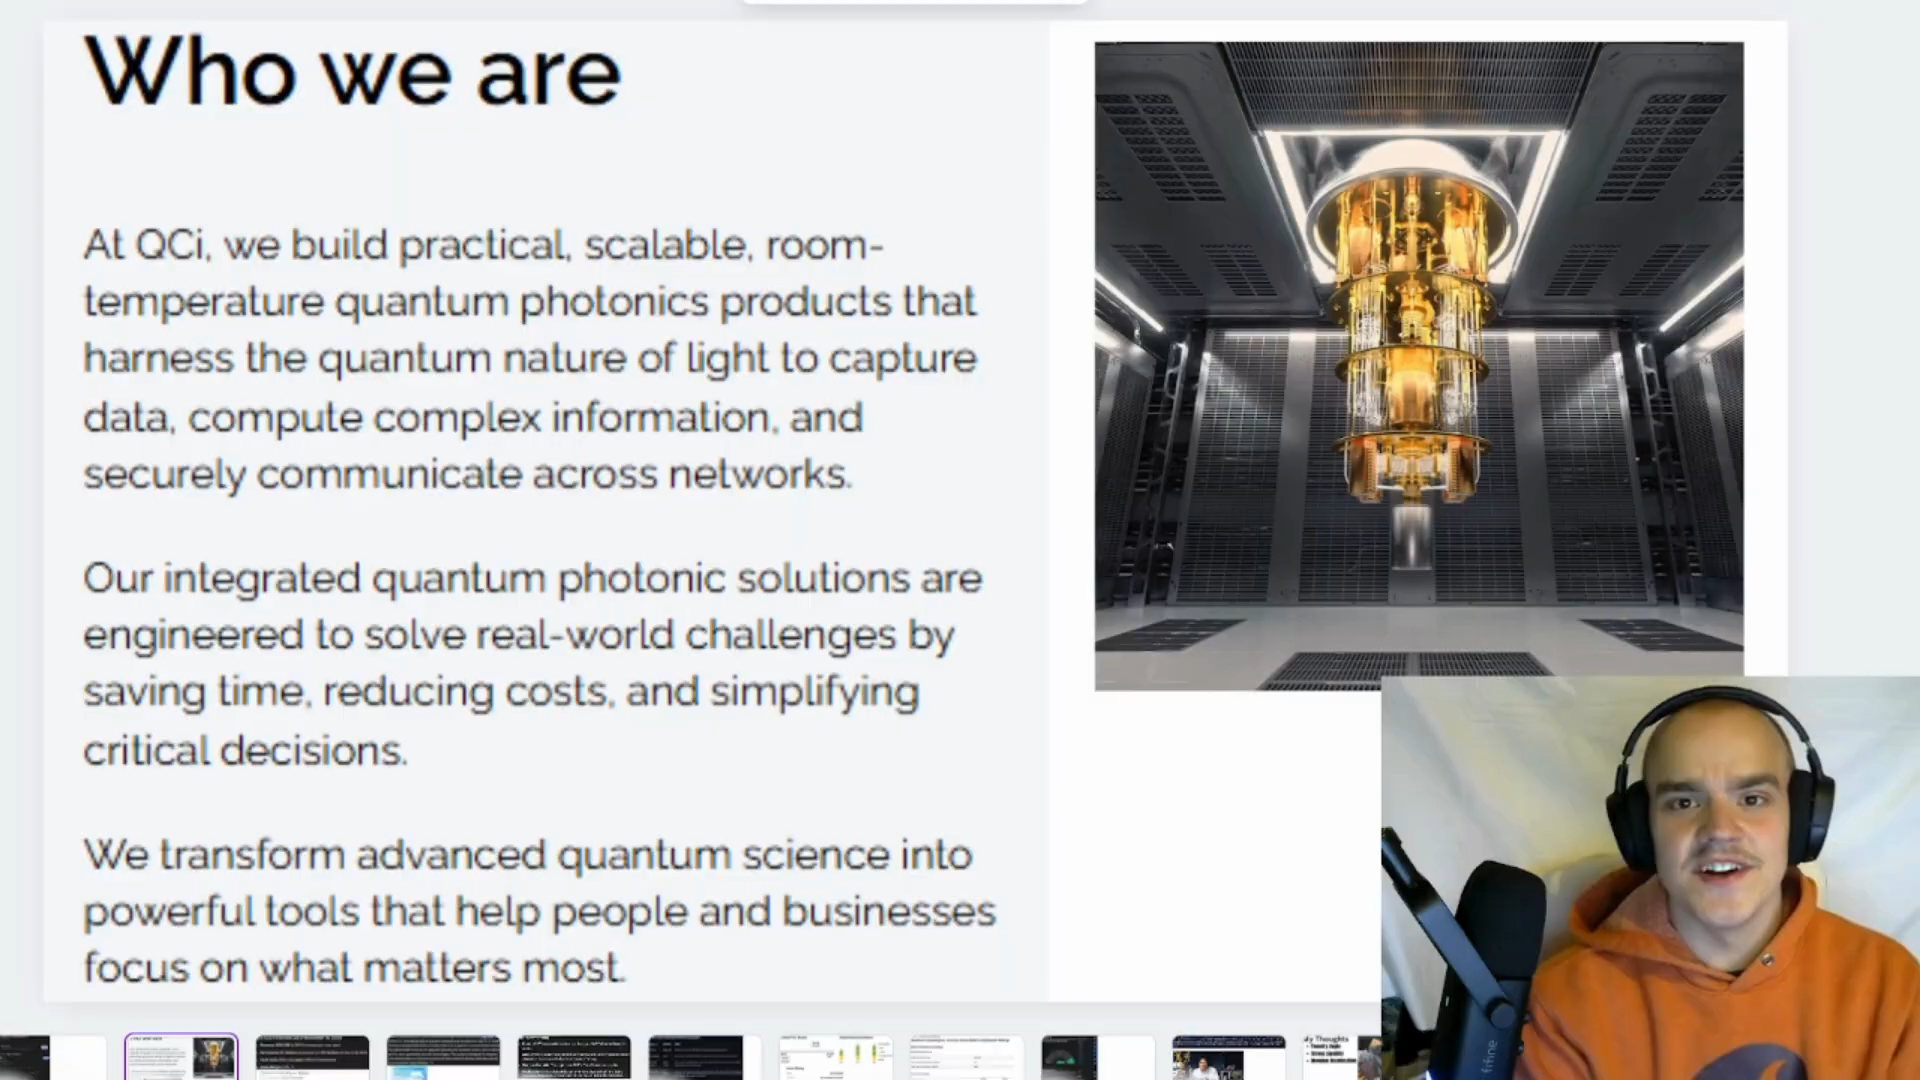 Who we are
At QCi, we build practical, scalable, room-
temperature quantum photonics products that
harness the quantum nature of light to capture
data, compute complex information, and
securely communicate across networks.
Our integrated quantum photonic solutions are
engineered to solve real-world challenges by
saving time, reducing costs, and simplifying
critical decisions.
We transform advanced quantum science into
powerful tools that help people and businesses
focus on what matters most.
My Thoughts
fifine